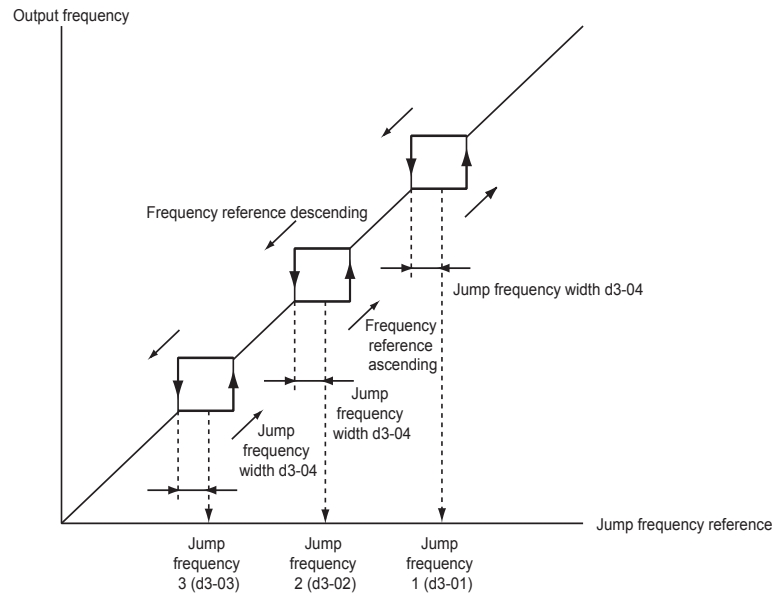 Output frequency
Frequency reference descending
Jump frequency width d3-04
Frequency
reference
ascending
Jump
frequency
width d3-04
Jump
frequency
width d3-04
Jump frequency reference
Jump
frequency
3 (d3-03)
Jump
frequency
2 (d3-02)
Jump
frequency
1 (d3-01)